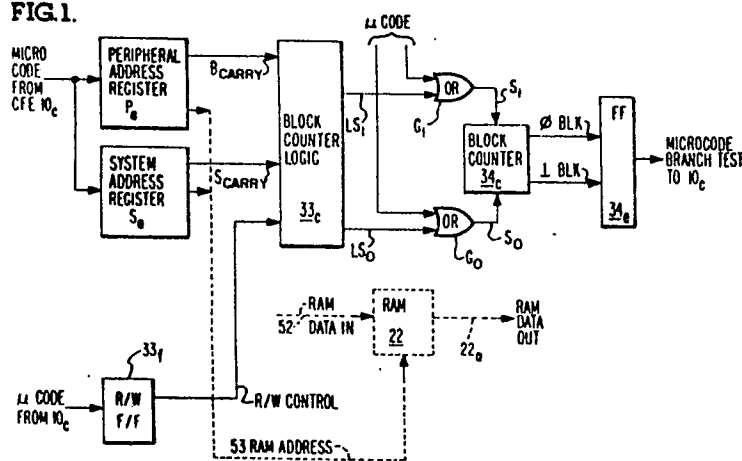 FIG.1.
MICRO
CODE
FROM
CFE 10c
PERIPHERAL
ADDRESS
REGISTER
Pa
SYSTEM
ADDRESS
REGISTER
Sa
BCARRY
SCARRY
BLOCK
COUNTER
LOGIC
33c
μ CODE
LS1
LS0
OR
G1
S1
OR
G0
S0
BLOCK
COUNTER
34c
Ø BLK
1 BLK
FF
34e
MICROCODE
BRANCH TEST
TO 10c
52
RAM
DATA IN
RAM
22
22a
RAM
DATA
OUT
33f
μ CODE
FROM 10c
R/W
F/F
R/W CONTROL
53 RAM ADDRESS